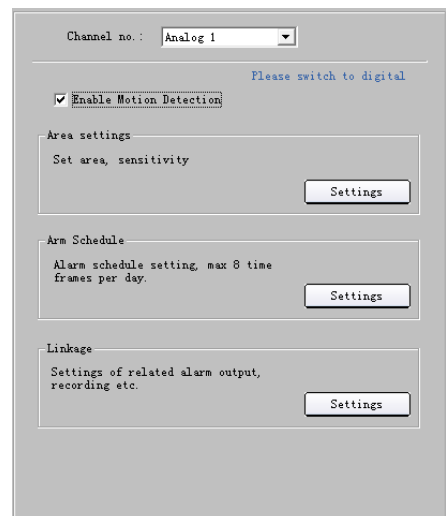 Channel no.: Analog 1
Please switch to digital
Enable Motion Detection
Area settings
Set area, sensitivity
Settings
Arm Schedule
Alarm schedule setting, max 8 time
frames per day.
Settings
Linkage
Settings of related alarm output,
recording etc.
Settings